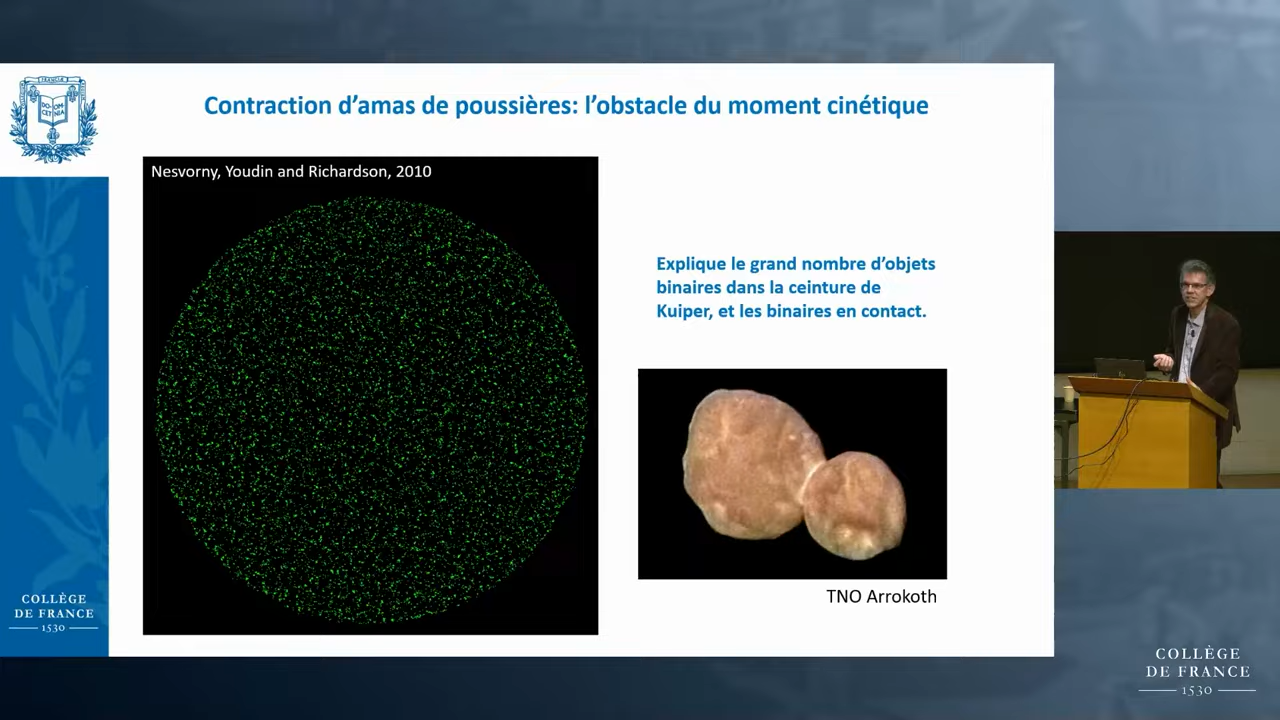 Contraction d’amas de poussières: l’obstacle du moment cinétique
Nesvorny, Youdin and Richardson, 2010
Explique le grand nombre d’objets
binaires dans la ceinture de
Kuiper, et les binaires en contact.
TNO Arrokoth
COLLÈGE
DE FRANCE
1530
COLLÈGE
DE FRANCE
1530